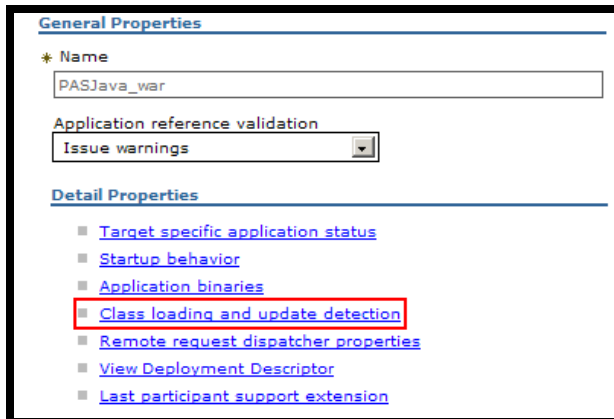 General Properties
* Name
PASJava_war
Application reference validation
Issue warnings
Detail Properties
Target specific application status
Startup behavior
Application binaries
Class loading and update detection
Remote request dispatcher properties
View Deployment Descriptor
Last participant support extension